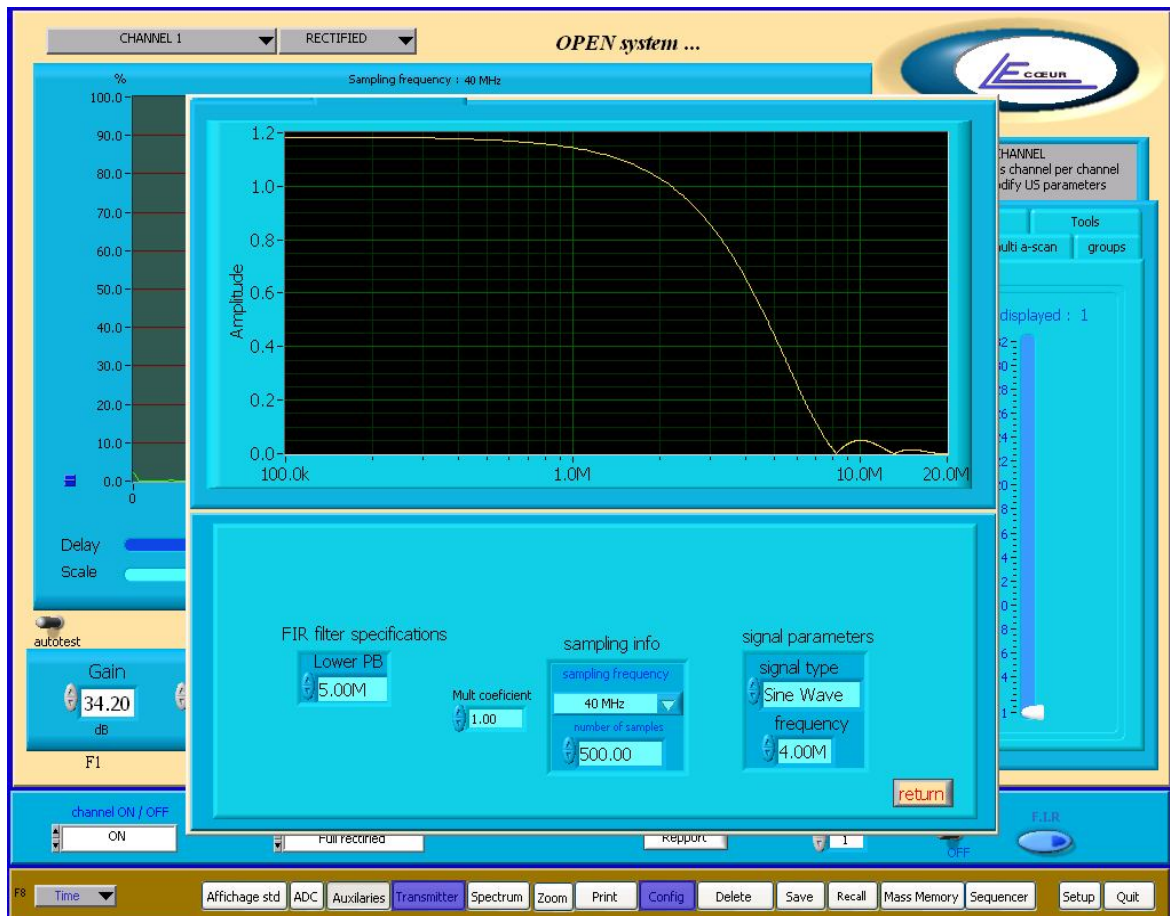 CHANNEL 1
RECTIFIED
OPEN system ...
L E CŒUR
%
Sampling frequency : 40 MHz
100.0
90.0
80.0
70.0
60.0
50.0
40.0
30.0
20.0
10.0
0.0
0
Amplitude
1.2
1.0
0.8
0.6
0.4
0.2
0.0
100.0k
1.0M
10.0M
20.0M
HANNEL
s channel per channel
dify US parameters
Tools
ulti a-scan
groups
displayed : 1
Delay
Scale
autotest
Gain
34.20
dB
F1
FIR filter specifications
Lower PB
5.00M
Mult coeficient
1.00
sampling info
sampling frequency
40 MHz
number of samples
500.00
signal parameters
signal type
Sine Wave
frequency
4.00M
return
channel ON / OFF
ON
Full rectified
Repport
1
OFF
F.I.R
F8
Time
Affichage std
ADC
Auxilaries
Transmitter
Spectrum
Zoom
Print
Config
Delete
Save
Recall
Mass Memory
Sequencer
Setup
Quit